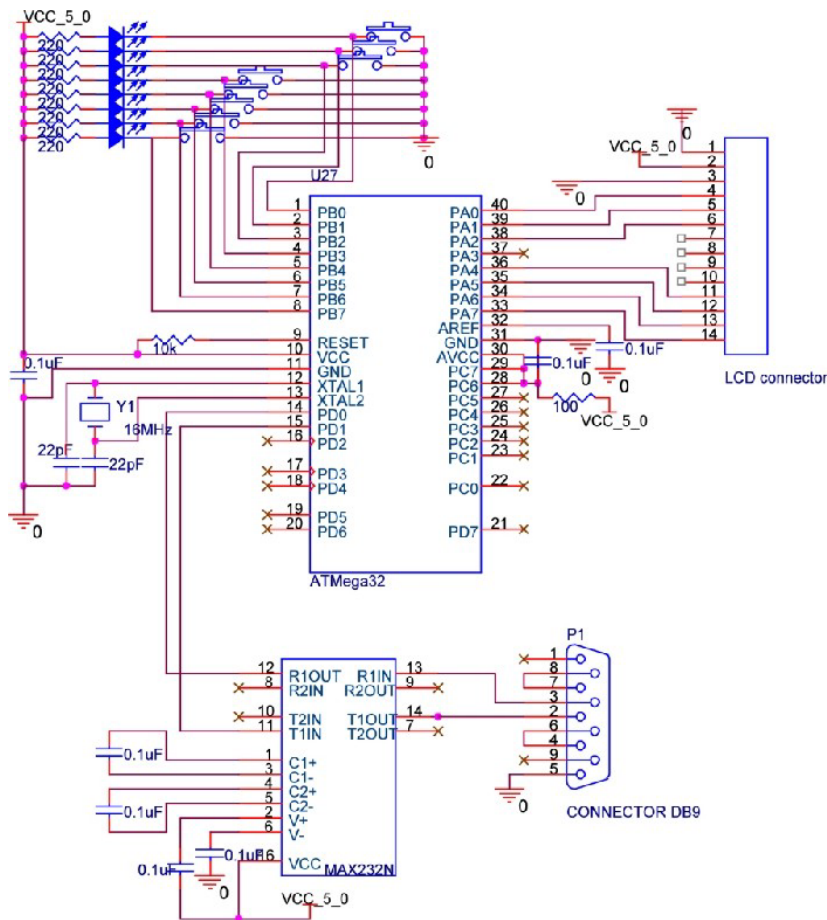 VCC_5_0
220
220
220
220
220
220
220
220
0
U27
1 PB0 PA0 40
2 PB1 PA1 39
3 PB2 PA2 38
4 PB3 PA3 37
5 PB4 PA4 36
6 PB5 PA5 35
7 PB6 PA6 34
8 PB7 PA7 33
AREF 32
9 RESET GND 31
10 VCC AVCC 30
11 GND PC7 29
12 XTAL1 PC6 28
13 XTAL2 PC5 27
14 PD0 PC4 26
15 PD1 PC3 25
16 PD2 PC2 24
PC1 23
17 PD3
18 PD4 PC0 22
19 PD5
20 PD6 PD7 21
ATMega32
10k
0.1uF
Y1
16MHz
22pF
22pF
0
0
VCC_5_0
0
1
2
3
4
5
6
7
8
9
10
11
12
13
14
LCD connector
0
0.1uF
0.1uF
0
0
100
VCC_5_0
12 R1OUT R1IN 13
8 R2IN R2OUT 9
10 T2IN T1OUT 14
11 T1IN T2OUT 7
1 C1+
3 C1-
4 C2+
5 C2-
2 V+
6 V-
16 VCC
MAX232N
0.1uF
0.1uF
0.1uF
0.1uF
0
VCC_5_0
P1
1
8
7
3
2
6
4
9
5
0
CONNECTOR DB9